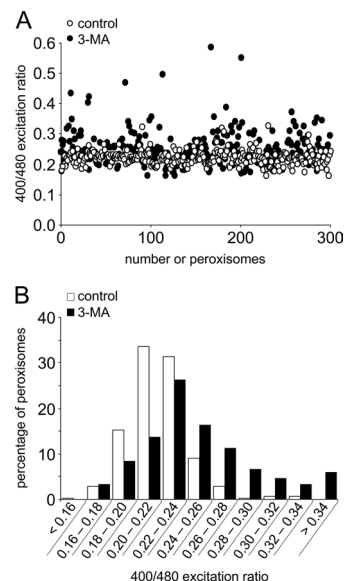 A
control
3-MA
400/480 excitation ratio
0.6
0.5
0.4
0.3
0.2
0.1
0.0
0
100
200
300
number or peroxisomes
B
control
3-MA
percentage of peroxisomes
40
30
20
10
0
< 0.16
0.16 – 0.18
0.18 – 0.20
0.20 – 0.22
0.22 – 0.24
0.24 – 0.26
0.26 – 0.28
0.28 – 0.30
0.30 – 0.32
0.32 – 0.34
> 0.34
400/480 excitation ratio